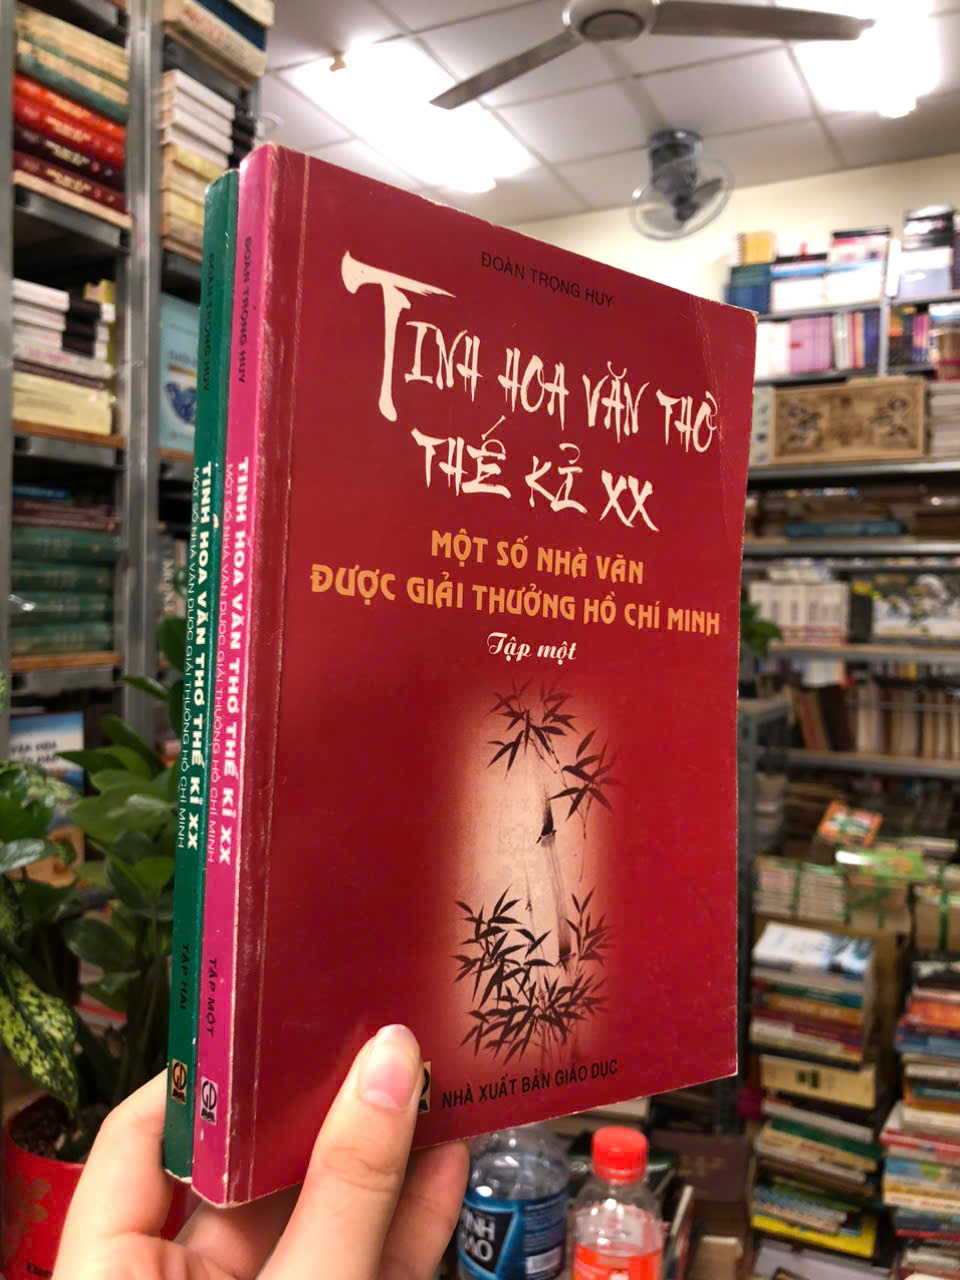 ĐOÀN TRỌNG HUY
TINH HOA VĂN THƠ
THẾ KỈ XX
MỘT SỐ NHÀ VĂN
ĐƯỢC GIẢI THƯỞNG HỒ CHÍ MINH
Tập một
NHÀ XUẤT BẢN GIÁO DỤC
ĐOÀN TRỌNG HUY
TINH HOA VĂN THƠ THẾ KỈ XX
MỘT SỐ NHÀ VĂN ĐƯỢC GIẢI THƯỞNG HỒ CHÍ MINH
TẬP MỘT
ĐOÀN TRỌNG HUY
TINH HOA VĂN THƠ THẾ KỈ XX
MỘT SỐ NHÀ VĂN ĐƯỢC GIẢI THƯỞNG HỒ CHÍ MINH
TẬP HAI